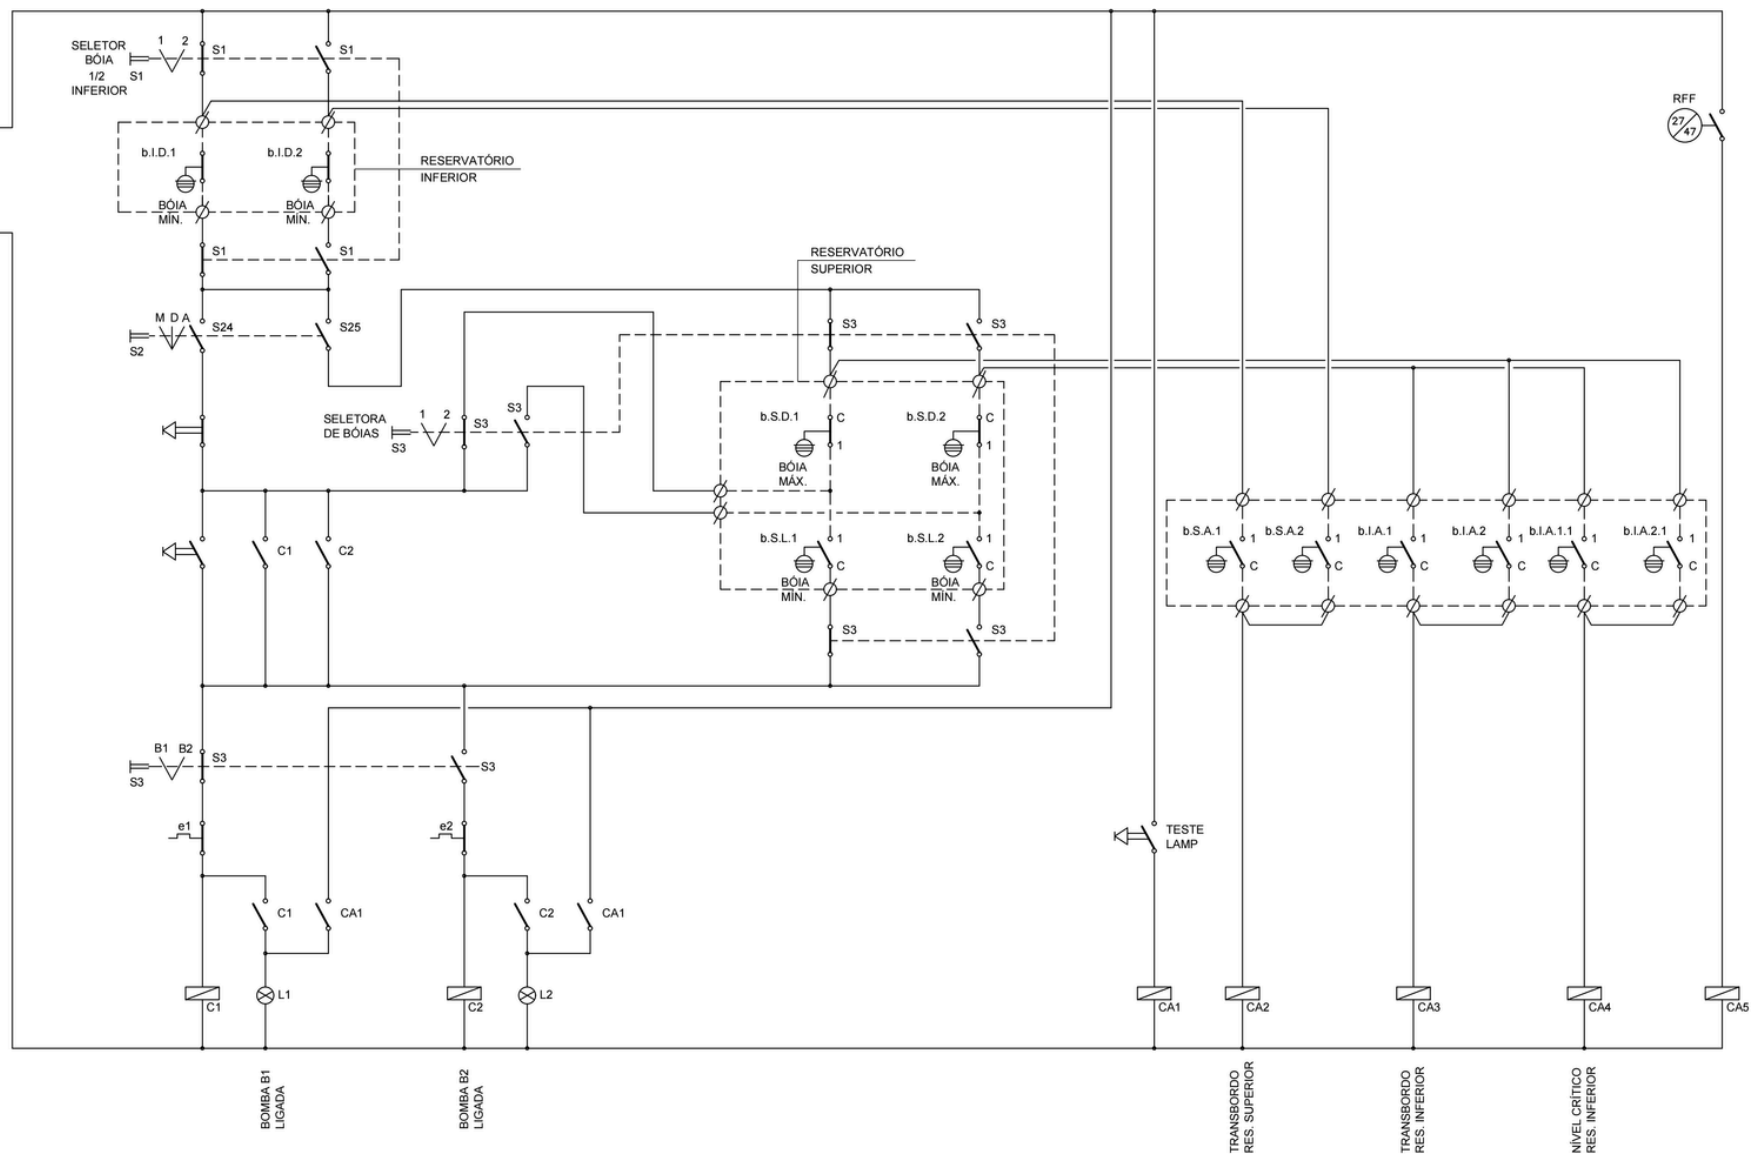 SELETOR
BÓIA
1/2
INFERIOR
1 2
S1
S1
S1
b.I.D.1
b.I.D.2
BÓIA
MÍN.
BÓIA
MÍN.
RESERVATÓRIO
INFERIOR
S1
S1
RFF
27/47
M D A
S2
S24
S25
RESERVATÓRIO
SUPERIOR
S3
S3
SELETORA
DE BÓIAS
1 2
S3
S3
S3
b.S.D.1
C
1
BÓIA
MÁX.
b.S.D.2
C
1
BÓIA
MÁX.
C1
C2
b.S.L.1
1
C
BÓIA
MÍN.
b.S.L.2
1
C
BÓIA
MÍN.
S3
S3
b.S.A.1
1
C
b.S.A.2
1
C
b.I.A.1
1
C
b.I.A.2
1
C
b.I.A.1.1
1
C
b.I.A.2.1
1
C
B1 B2
S3
S3
S3
e1
e2
TESTE
LAMP
C1
CA1
C2
CA1
C1
L1
C2
L2
CA1
CA2
CA3
CA4
CA5
BOMBA B1
LIGADA
BOMBA B2
LIGADA
TRANSBORDO
RES. SUPERIOR
TRANSBORDO
RES. INFERIOR
NÍVEL CRÍTICO
RES. INFERIOR